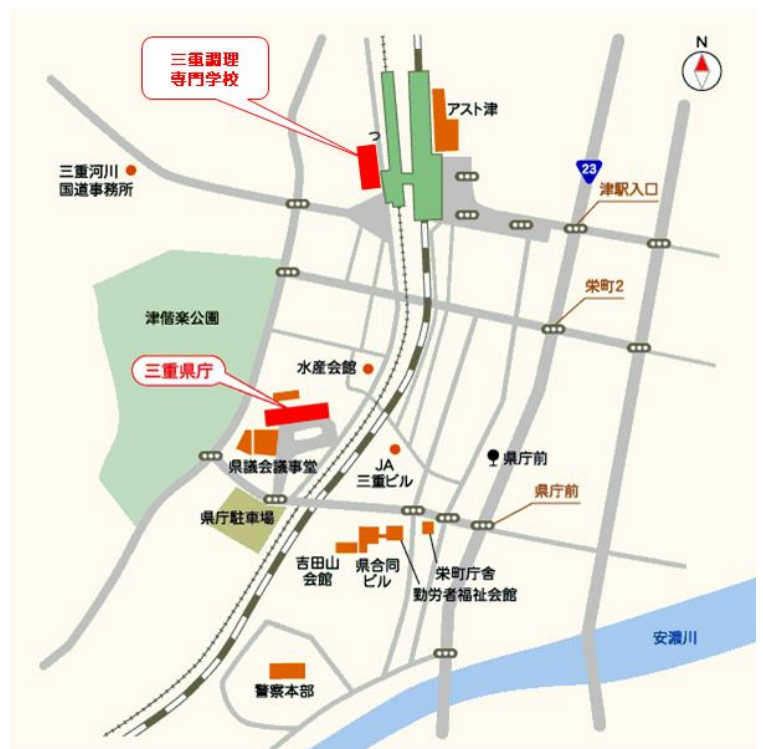 三重調理
専門学校
N
アスト津
つ
三重河川
国道事務所
23
津駅入口
津偕楽公園
栄町2
水産会館
三重県庁
県議会議事堂
JA
三重ビル
県庁前
県庁前
県庁駐車場
吉田山
会館
県合同
ビル
栄町庁舎
勤労者福祉会館
安濃川
警察本部